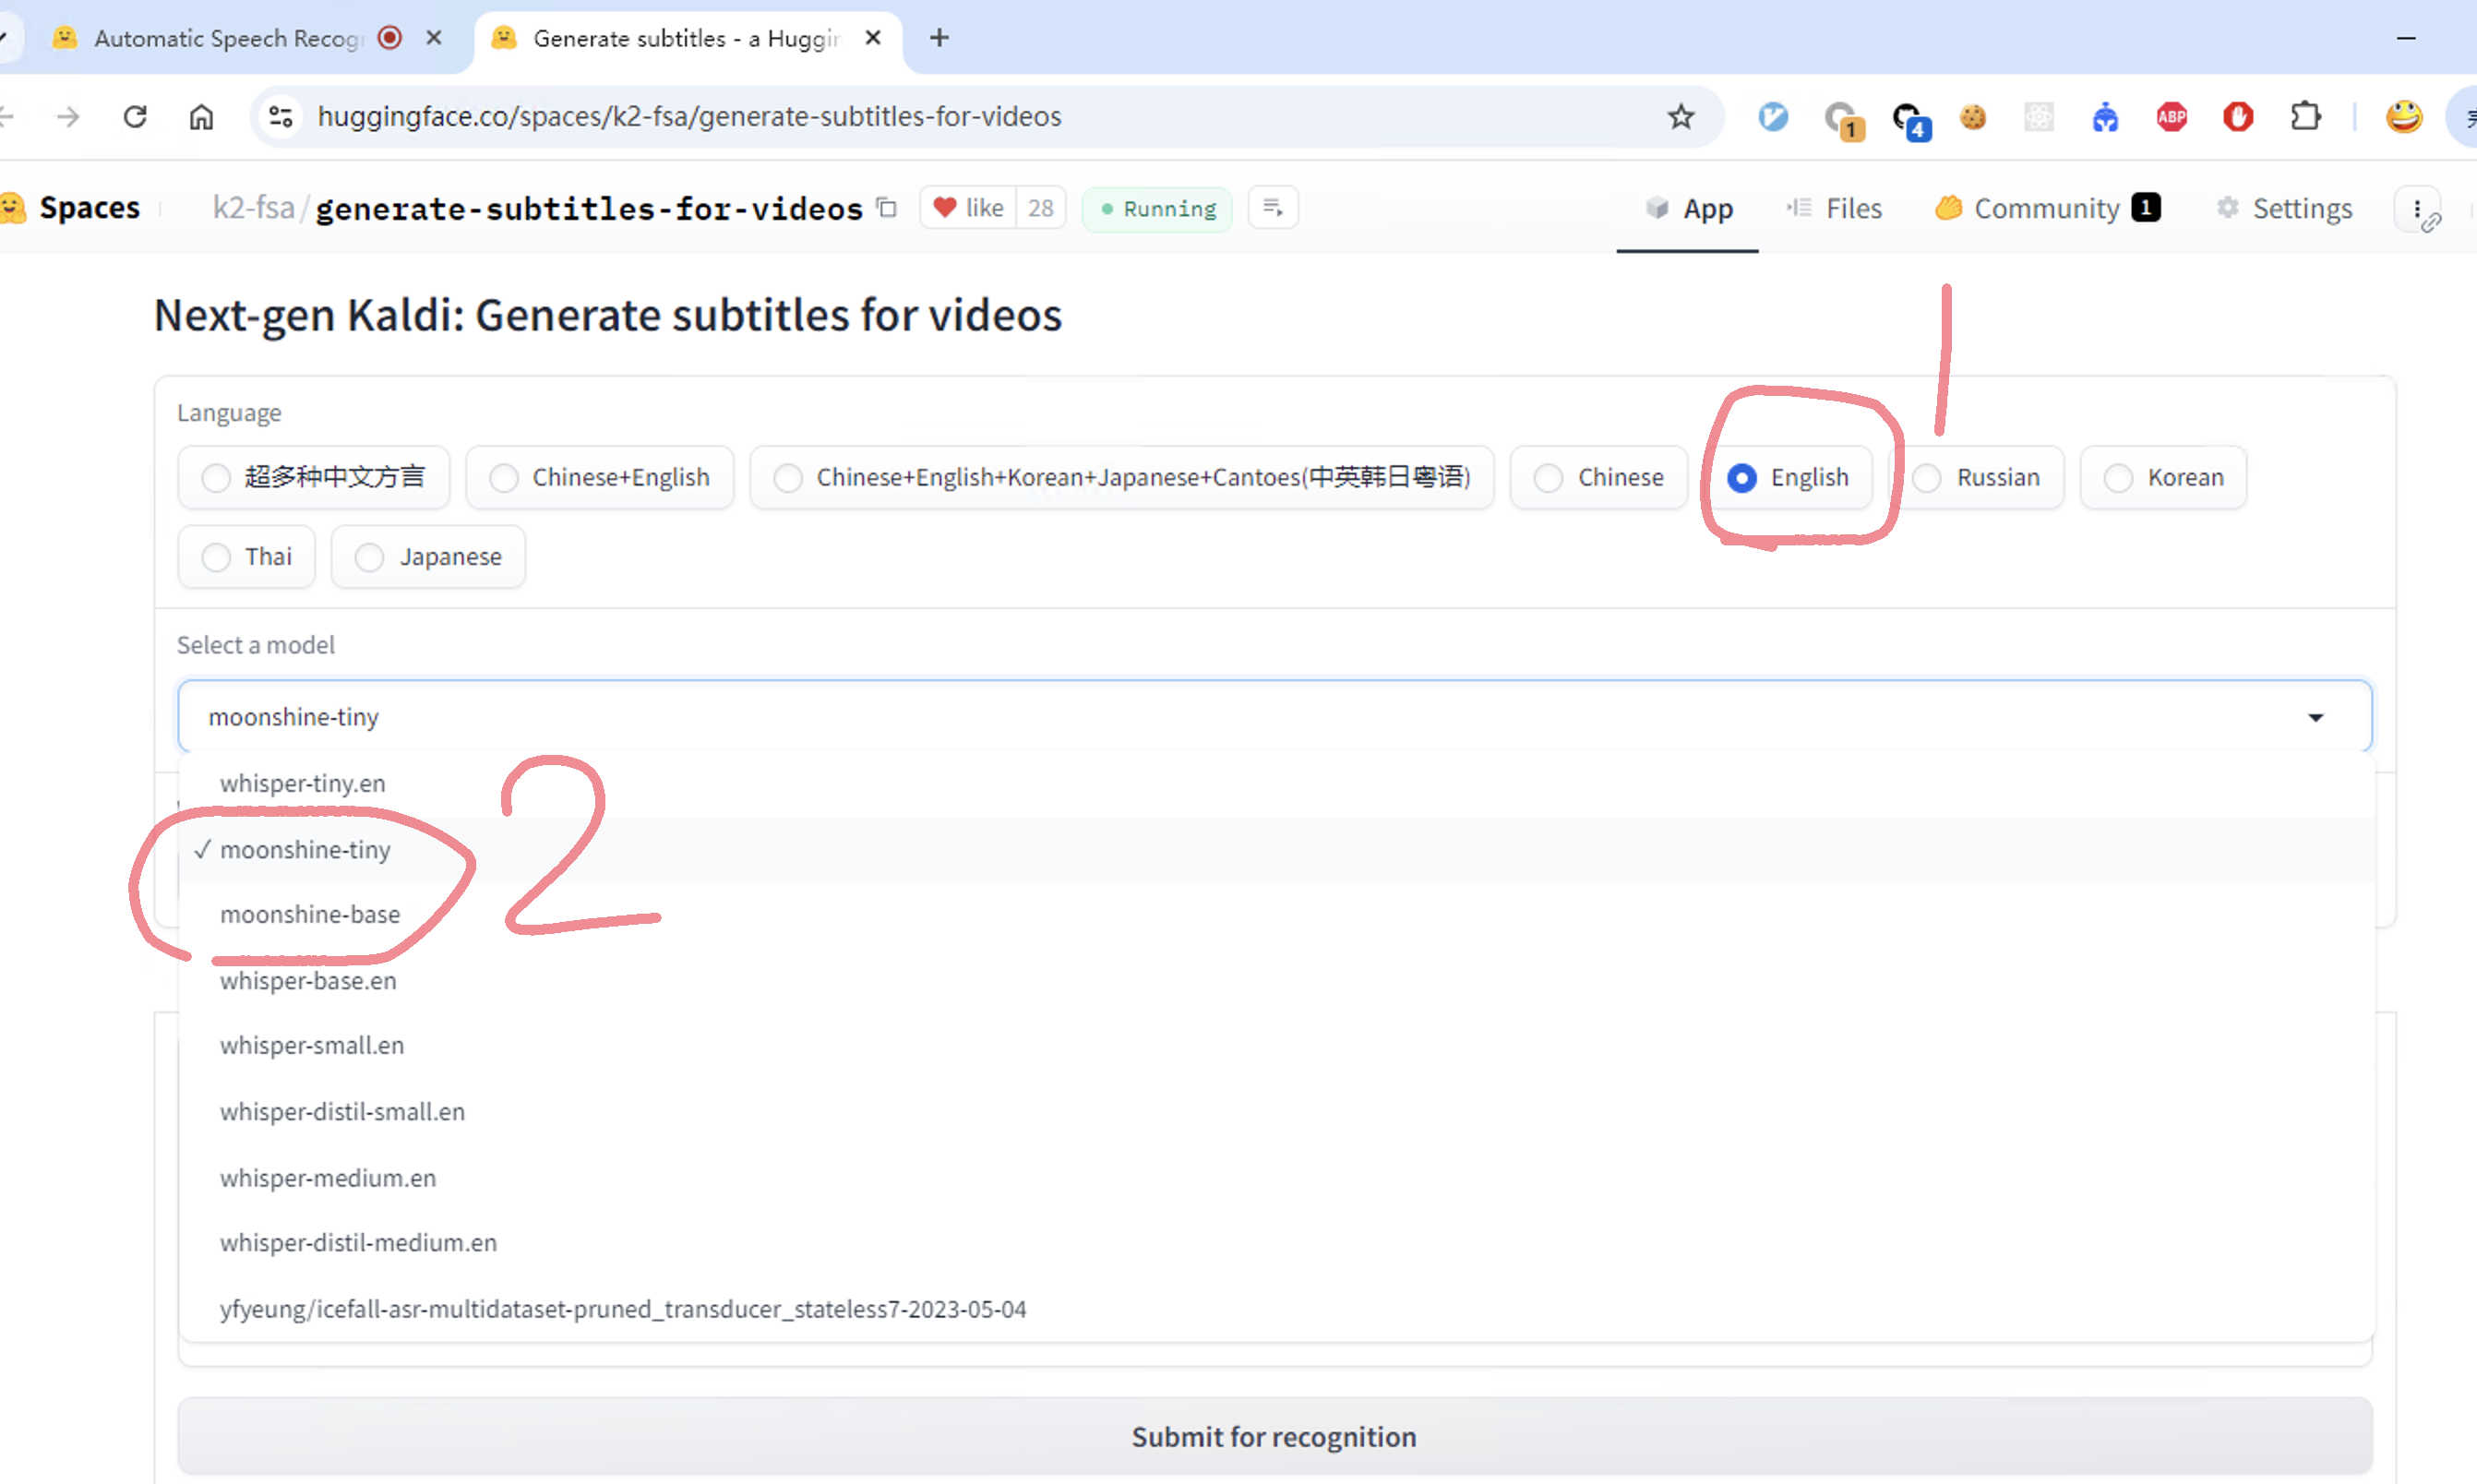 Automatic Speech Recog
Generate subtitles - a Huggin
huggingface.co/spaces/k2-fsa/generate-subtitles-for-videos
1
4
ABP
Spaces
k2-fsa/generate-subtitles-for-videos
like 28
Running
App
Files
Community 1
Settings
Next-gen Kaldi: Generate subtitles for videos
1
Language
超多种中文方言 Chinese+English Chinese+English+Korean+Japanese+Cantoes(中英韩日粤语) Chinese English Russian Korean
Thai Japanese
Select a model
moonshine-tiny
whisper-tiny.en
2
✓ moonshine-tiny
moonshine-base
whisper-base.en
whisper-small.en
whisper-distil-small.en
whisper-medium.en
whisper-distil-medium.en
yfyeung/icefall-asr-multidataset-pruned_transducer_stateless7-2023-05-04
Submit for recognition